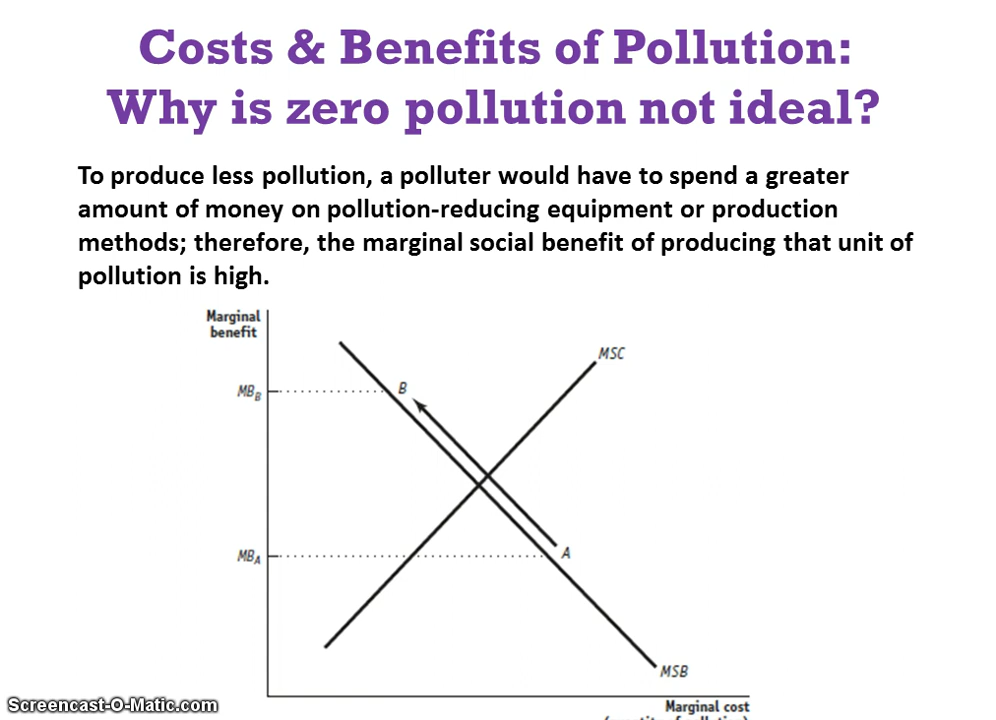 Costs & Benefits of Pollution:
Why is zero pollution not ideal?
To produce less pollution, a polluter would have to spend a greater
amount of money on pollution-reducing equipment or production
methods; therefore, the marginal social benefit of producing that unit of
pollution is high.
Marginal
benefit
MSC
B
MB_B
MB_A
A
MSB
Marginal cost
Screencast-O-Matic.com